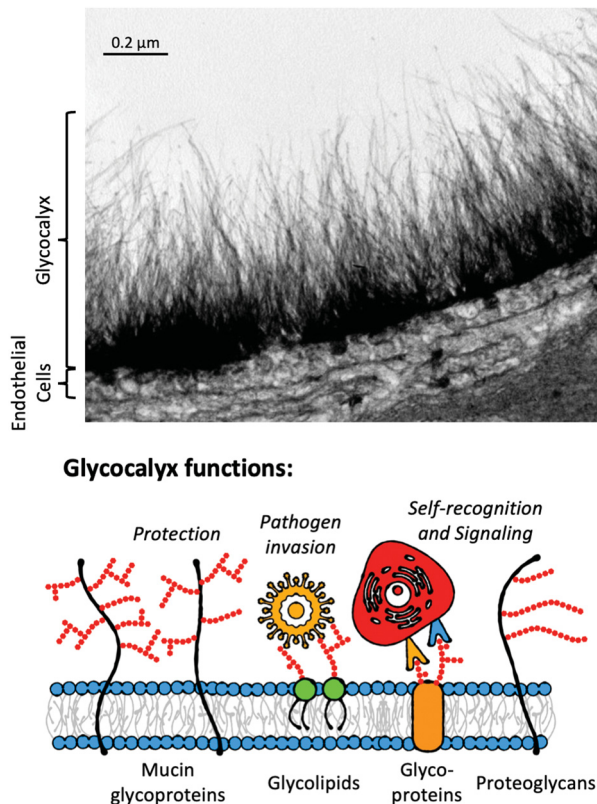 0.2 µm
Glycocalyx
Endothelial
Cells
Glycocalyx functions:
Protection
Pathogen
invasion
Self-recognition
and Signaling
Mucin
glycoproteins
Glycolipids
Glyco-
proteins
Proteoglycans